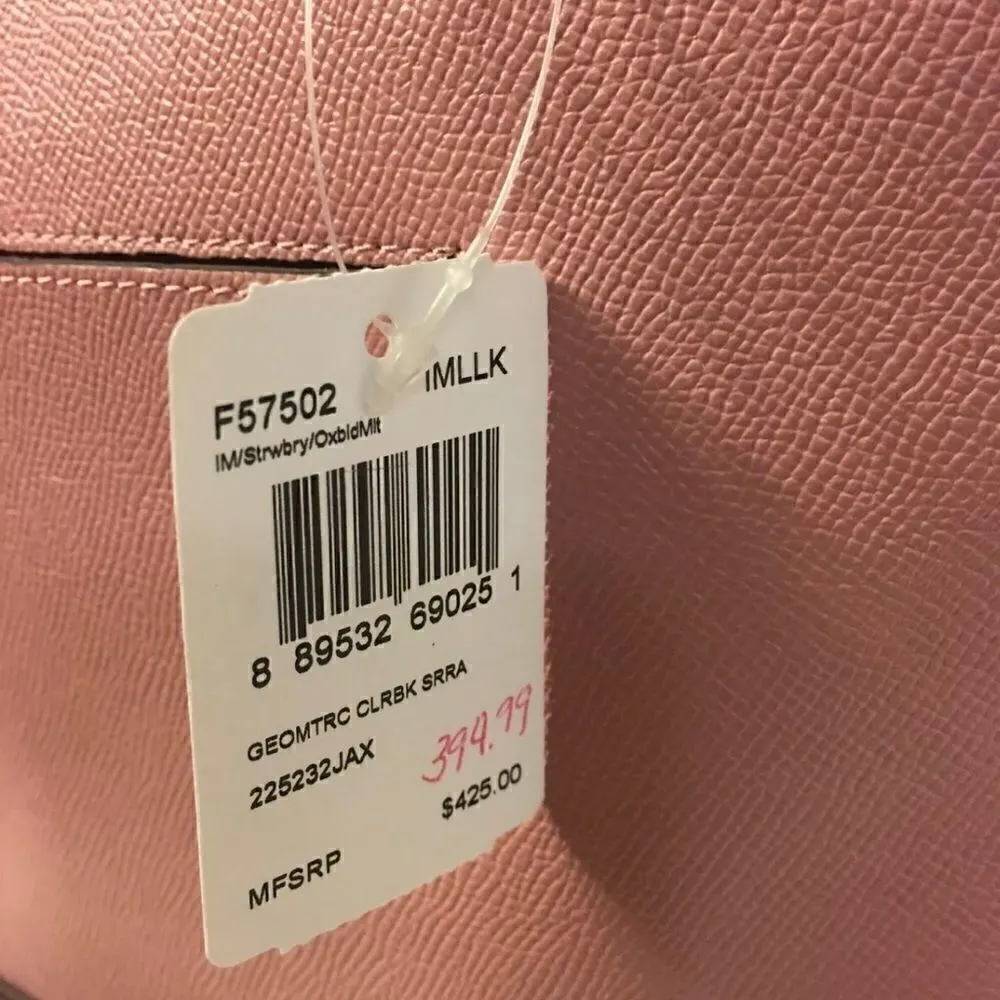 F57502 IMLLK
IM/Strwbry/OxbldMlt
8 89532 69025 1
GEOMTRC CLRBK SRRA
225232JAX
394.99
$425.00
MFSRP